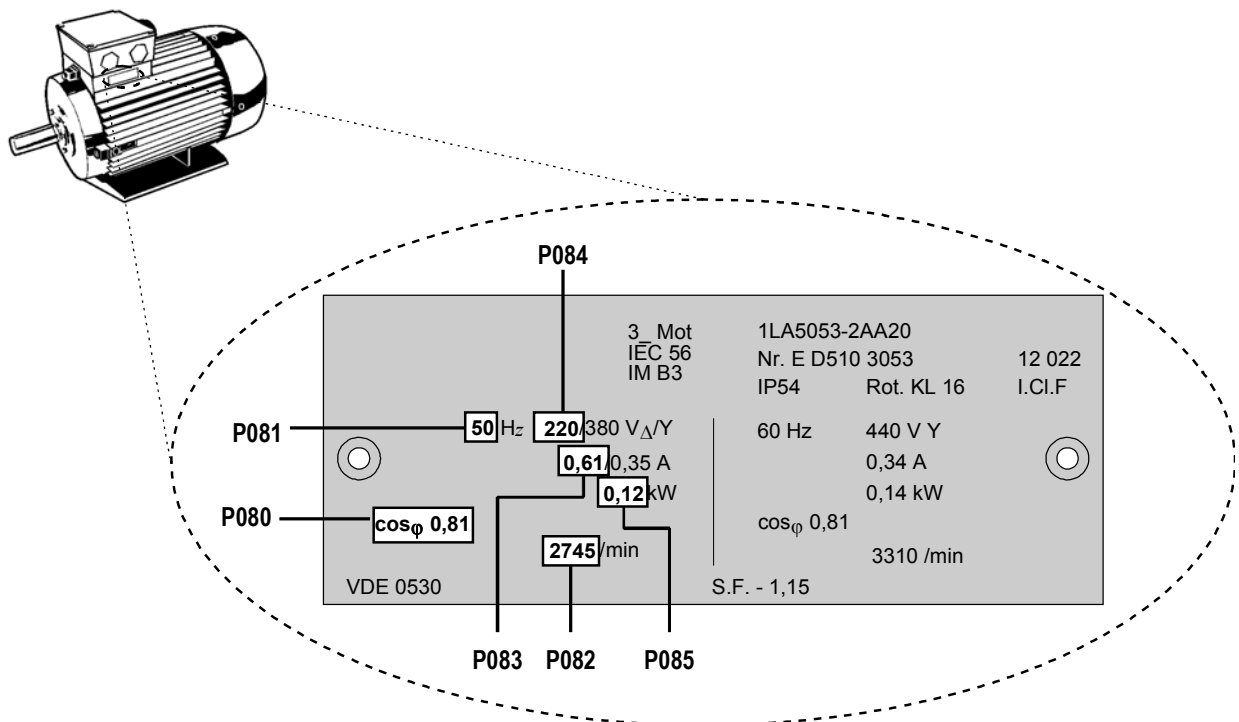 P084
3_ Mot 1LA5053-2AA20
IEC 56 Nr. E D510 3053 12 022
IM B3 IP54 Rot. KL 16 I.Cl.F
P081 50 Hz 220/380 V Δ/Y 60 Hz 440 V Y
0,61/0,35 A 0,34 A
0,12 kW 0,14 kW
P080 cosφ 0,81 cosφ 0,81
2745 /min 3310 /min
VDE 0530 S.F. - 1,15
P083 P082 P085